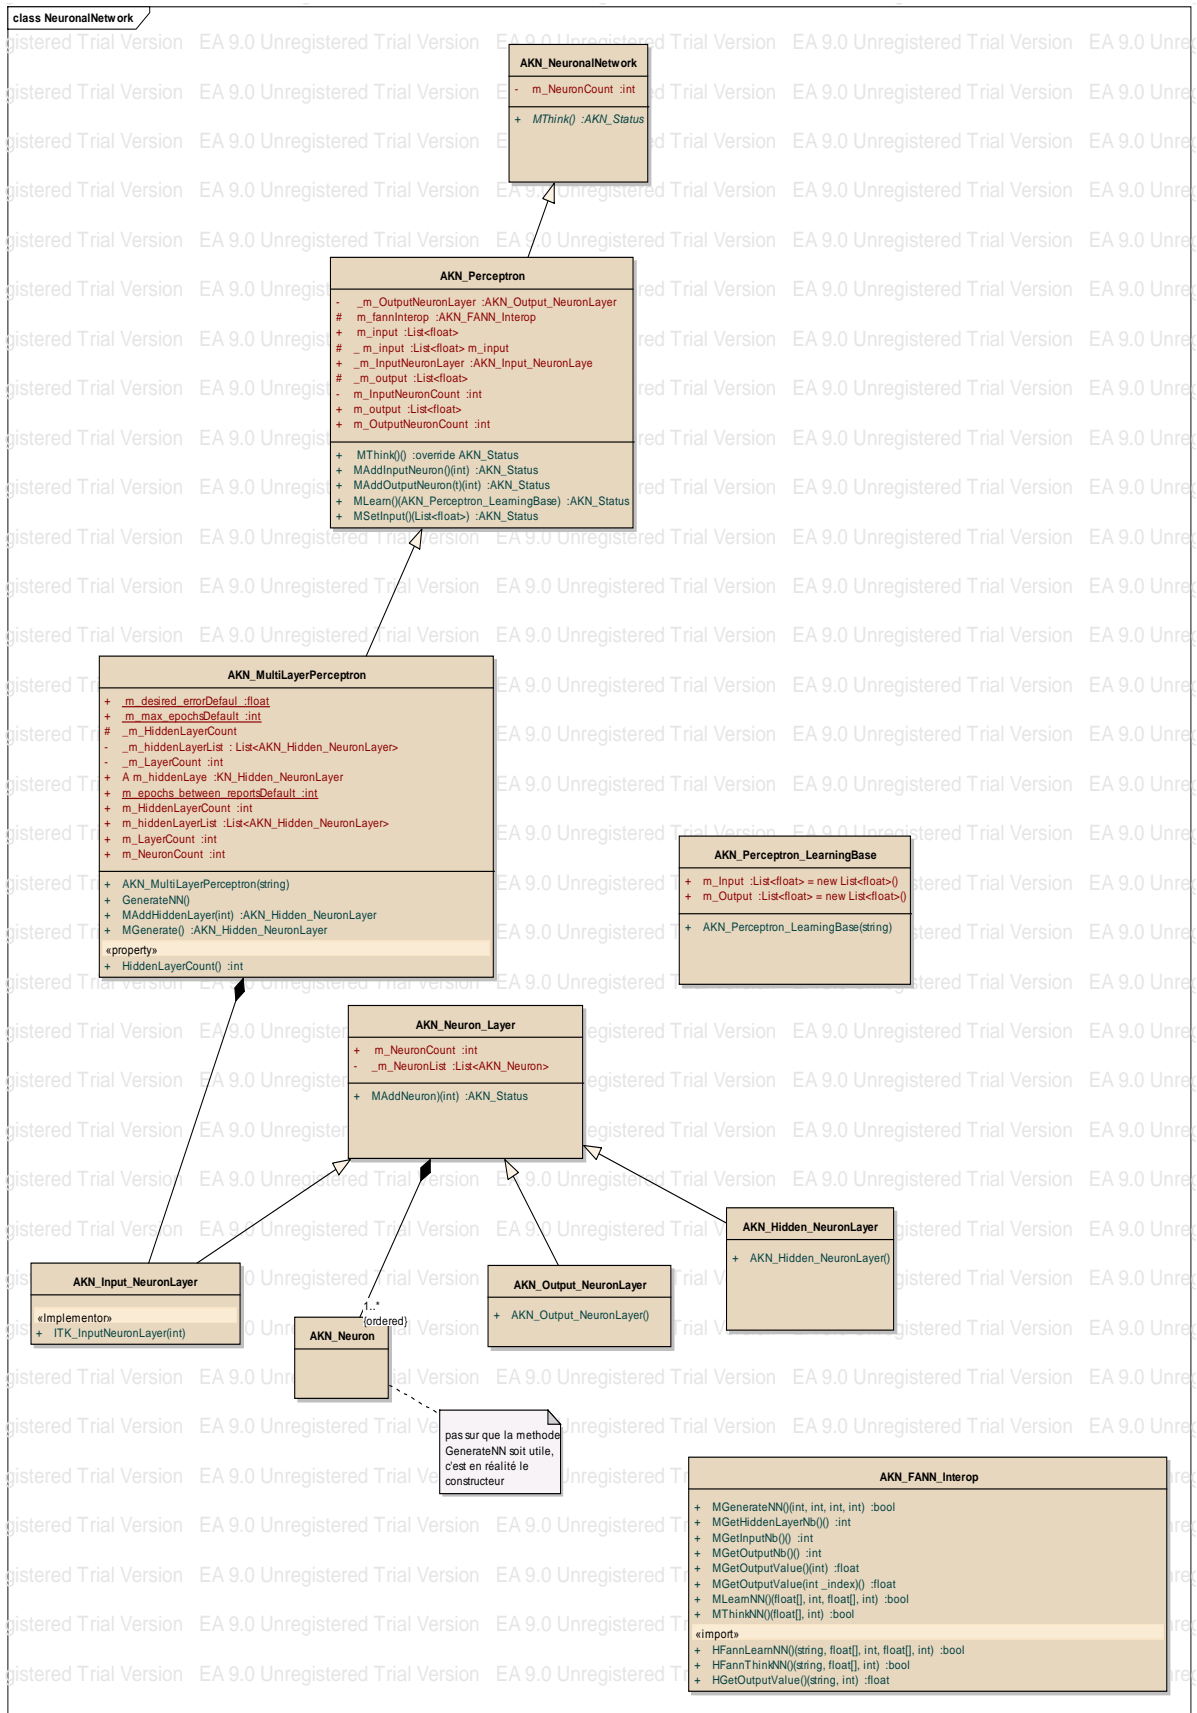 class NeuronalNetwork
AKN_NeuronalNetwork
- m_NeuronCount :int
+ MThink() :AKN_Status
AKN_Perceptron
- _m_OutputNeuronLayer :AKN_Output_NeuronLayer
# m_fannInterop :AKN_FANN_Interop
+ m_input :List<float>
# _ m_input :List<float> m_input
+ _m_InputNeuronLayer :AKN_Input_NeuronLaye
# _m_output :List<float>
- m_InputNeuronCount :int
+ m_output :List<float>
+ m_OutputNeuronCount :int
+ MThink()() :override AKN_Status
+ MAddInputNeuron()(int) :AKN_Status
+ MAddOutputNeuron(t)(int) :AKN_Status
+ MLearn()(AKN_Perceptron_LearningBase) :AKN_Status
+ MSetInput()(List<float>) :AKN_Status
AKN_MultiLayerPerceptron
+ _m_desired_errorDefaul :float
+ _m_max_epochsDefault :int
# _m_HiddenLayerCount
- _m_hiddenLayerList : List<AKN_Hidden_NeuronLayer>
- _m_LayerCount :int
+ A m_hiddenLaye :KN_Hidden_NeuronLayer
+ m_epochs_between_reportsDefault :int
+ m_HiddenLayerCount :int
+ m_hiddenLayerList :List<AKN_Hidden_NeuronLayer>
+ m_LayerCount :int
+ m_NeuronCount :int
+ AKN_MultiLayerPerceptron(string)
+ GenerateNN()
+ MAddHiddenLayer(int) :AKN_Hidden_NeuronLayer
+ MGenerate() :AKN_Hidden_NeuronLayer
«property»
+ HiddenLayerCount() :int
AKN_Perceptron_LearningBase
+ m_Input :List<float> = new List<float>()
+ m_Output :List<float> = new List<float>()
+ AKN_Perceptron_LearningBase(string)
AKN_Neuron_Layer
+ m_NeuronCount :int
- _m_NeuronList :List<AKN_Neuron>
+ MAddNeuron)(int) :AKN_Status
AKN_Hidden_NeuronLayer
+ AKN_Hidden_NeuronLayer()
AKN_Input_NeuronLayer
«Implementor»
+ ITK_InputNeuronLayer(int)
AKN_Output_NeuronLayer
+ AKN_Output_NeuronLayer()
1..*
{ordered}
AKN_Neuron
pas sur que la methode
GenerateNN soit utile,
c'est en réalité le
constructeur
AKN_FANN_Interop
+ MGenerateNN()(int, int, int, int) :bool
+ MGetHiddenLayerNb()() :int
+ MGetInputNb()() :int
+ MGetOutputNb()() :int
+ MGetOutputValue()(int) :float
+ MGetOutputValue(int _index)() :float
+ MLearnNN()(float[], int, float[], int) :bool
+ MThinkNN()(float[], int) :bool
«import»
+ HFannLearnNN()(string, float[], int, float[], int) :bool
+ HFannThinkNN()(string, float[], int) :bool
+ HGetOutputValue()(string, int) :float